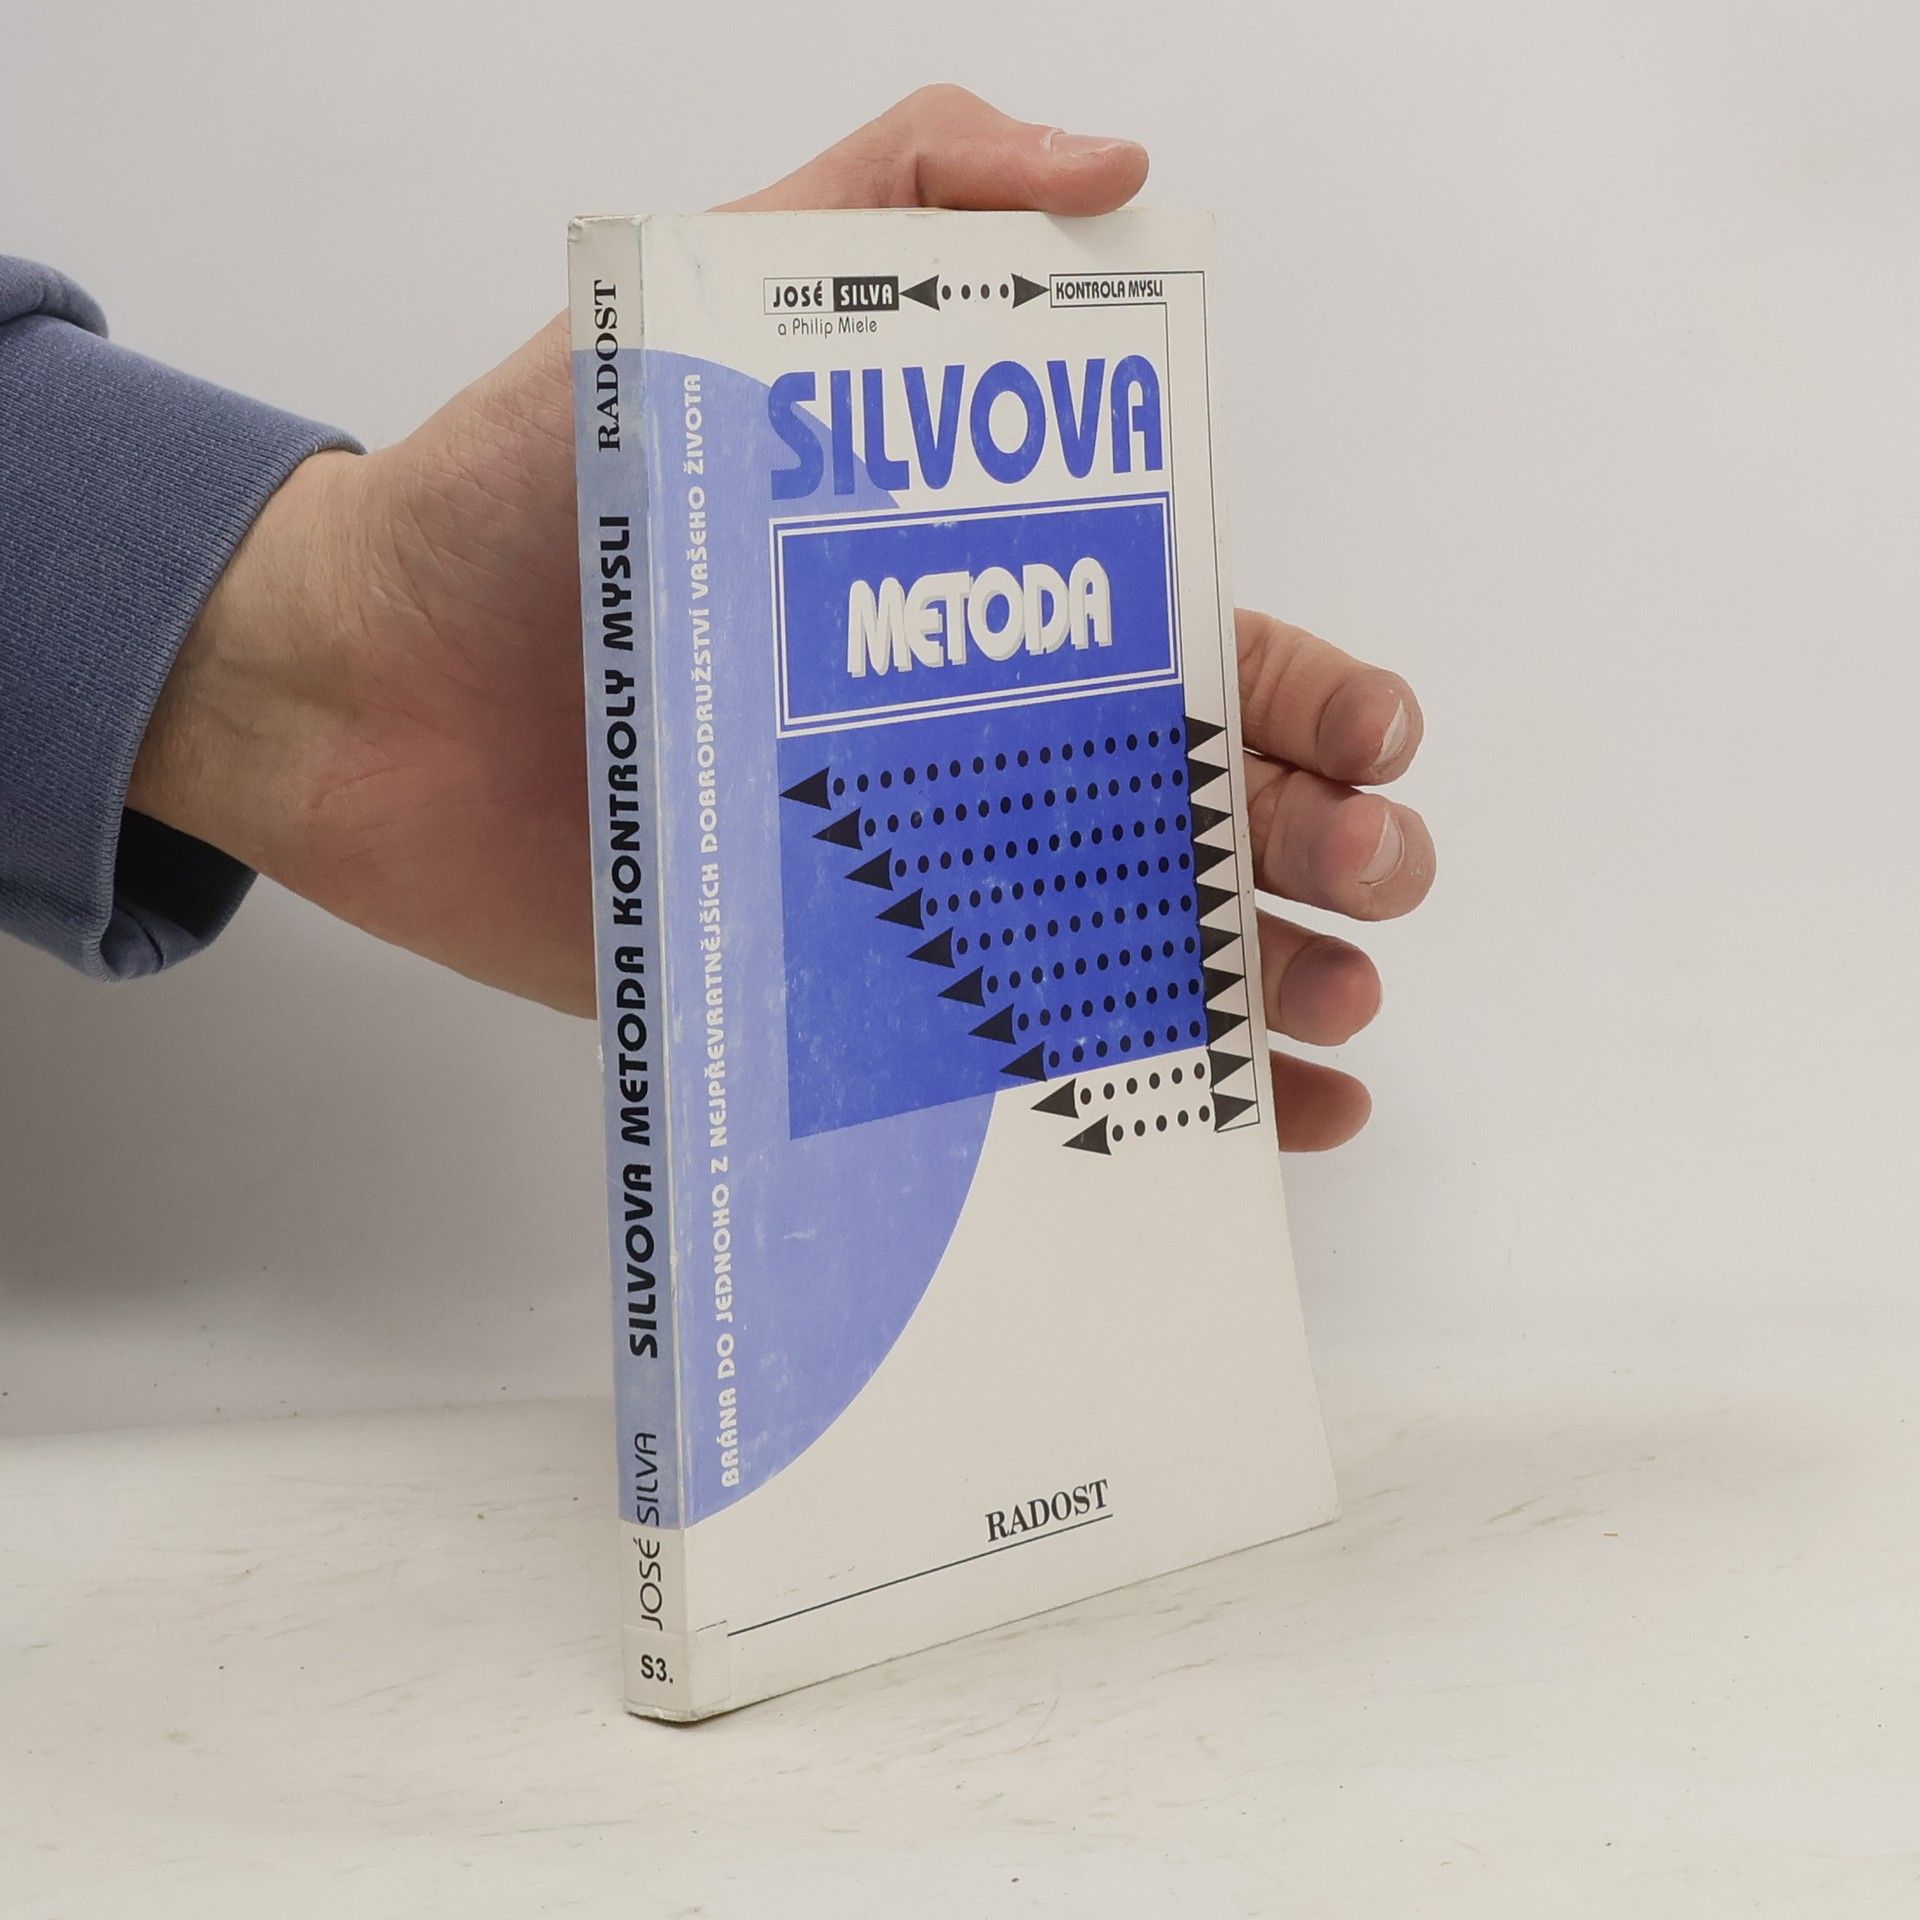 JOSÉ SILVA
KONTROLA MYSLI
a Philip Miele
SILVOVA
METODA
BRÁNA DO JEDNOHO Z NEJPŘEVRATNĚJŠÍCH DOBRODRUŽSTVÍ VAŠEHO ŽIVOTA
RADOST
JOSÉ SILVA SILVOVA METODA KONTROLY MYSLI RADOST
S3.